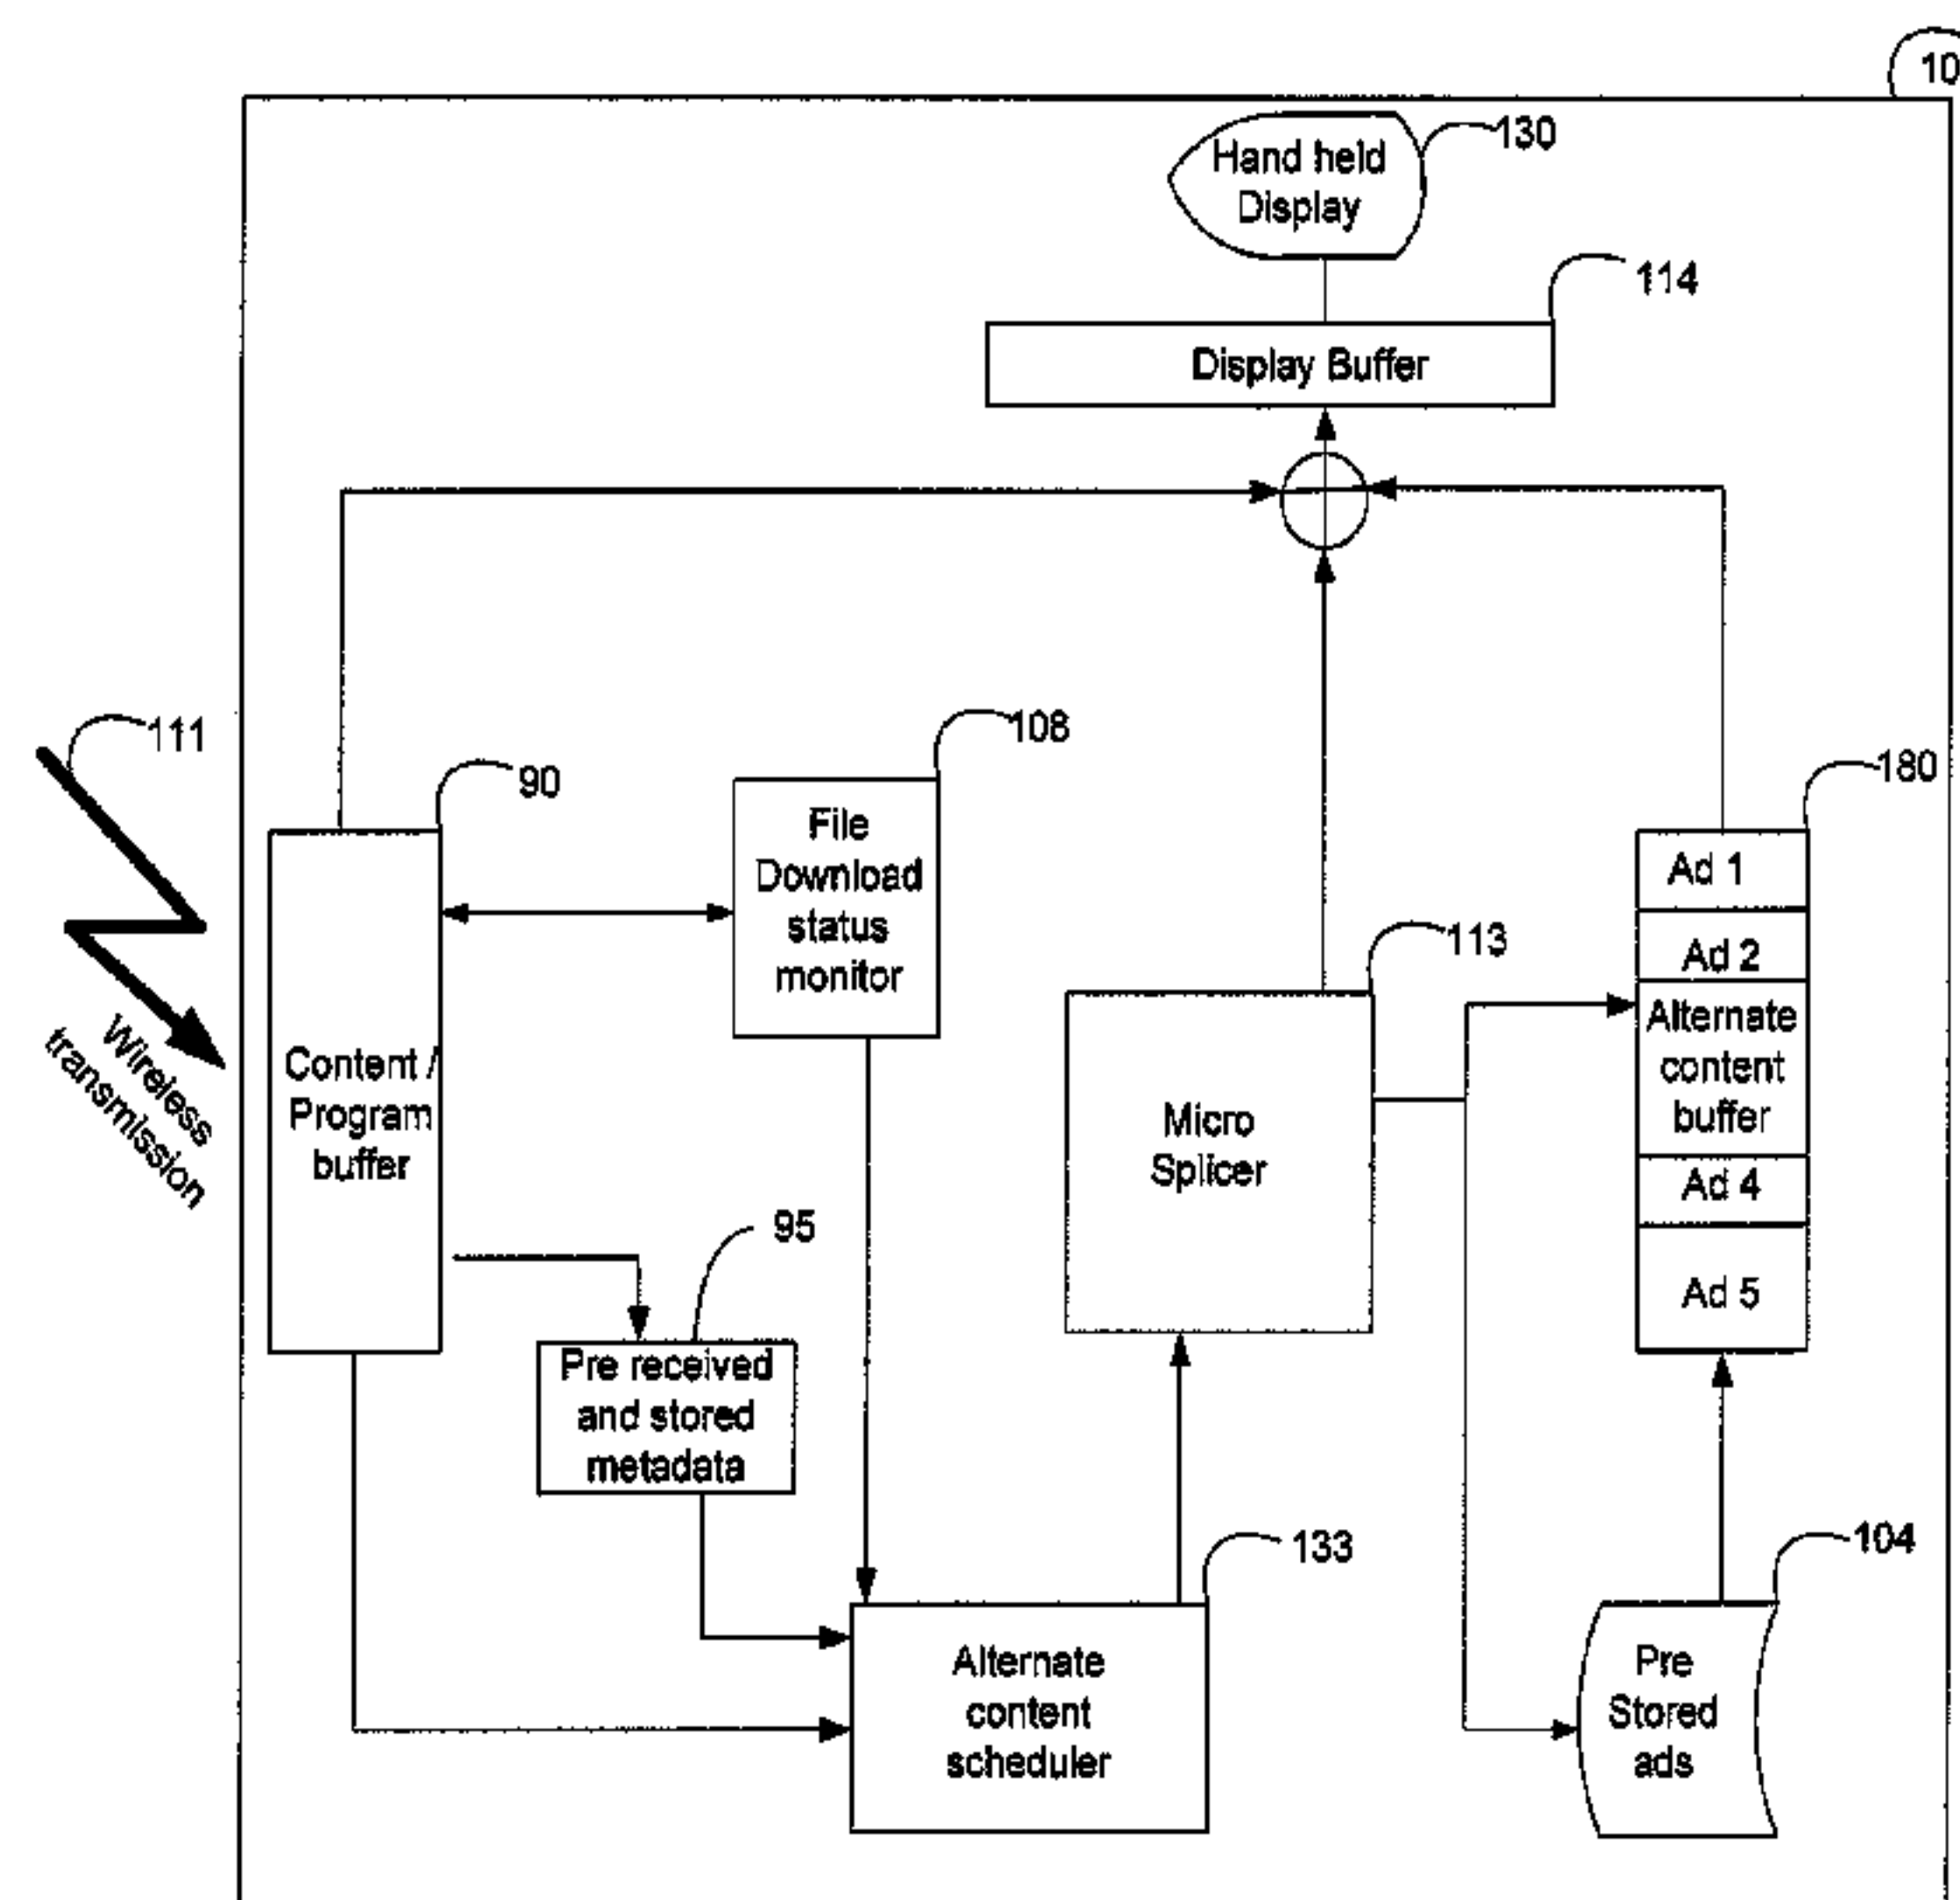 10
Hand held
Display
130
114
Display Buffer
111
90
108
180
File
Download
status
monitor
Ad 1
Ad 2
113
Alternate
content
buffer
Ad 4
Ad 5
Wireless
transmission
Content /
Program
buffer
Micro
Splicer
95
Pre received
and stored
metadata
133
104
Alternate
content
scheduler
Pre
Stored
ads